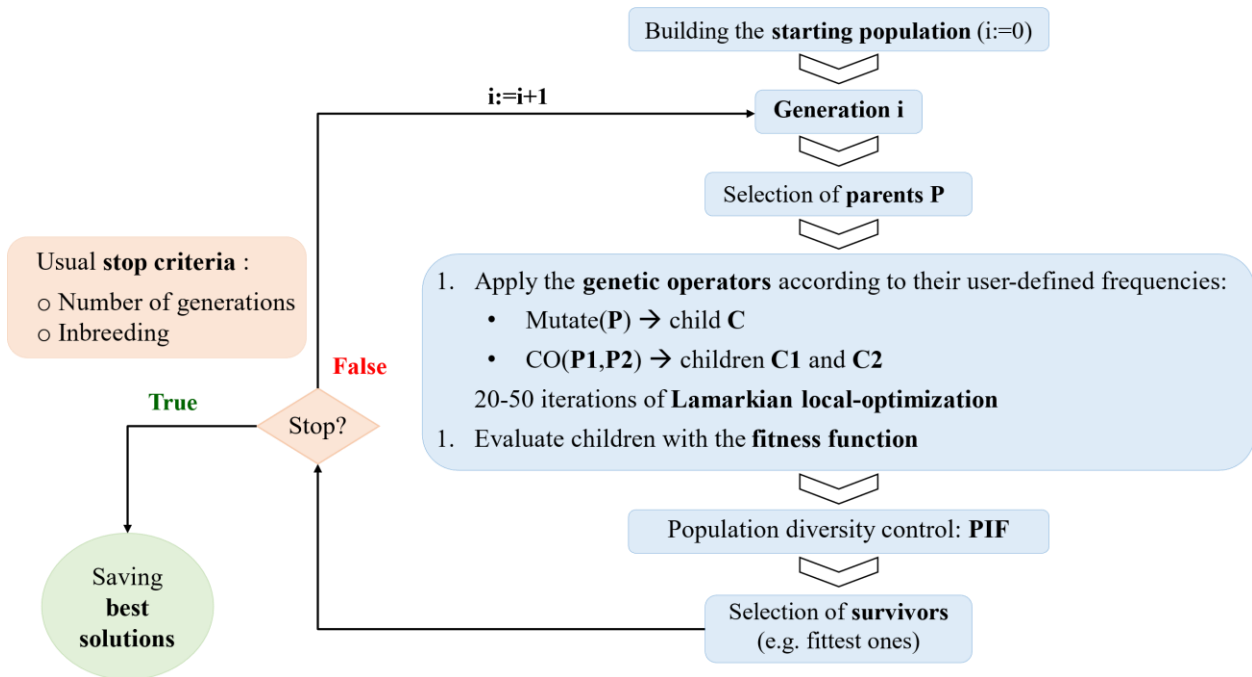 Building the starting population (i:=0)
i:=i+1
Generation i
Selection of parents P
Usual stop criteria :
o Number of generations
o Inbreeding
1. Apply the genetic operators according to their user-defined frequencies:
• Mutate(P) → child C
• CO(P1,P2) → children C1 and C2
20-50 iterations of Lamarkian local-optimization
1. Evaluate children with the fitness function
False
True
Stop?
Population diversity control: PIF
Saving
best
solutions
Selection of survivors
(e.g. fittest ones)